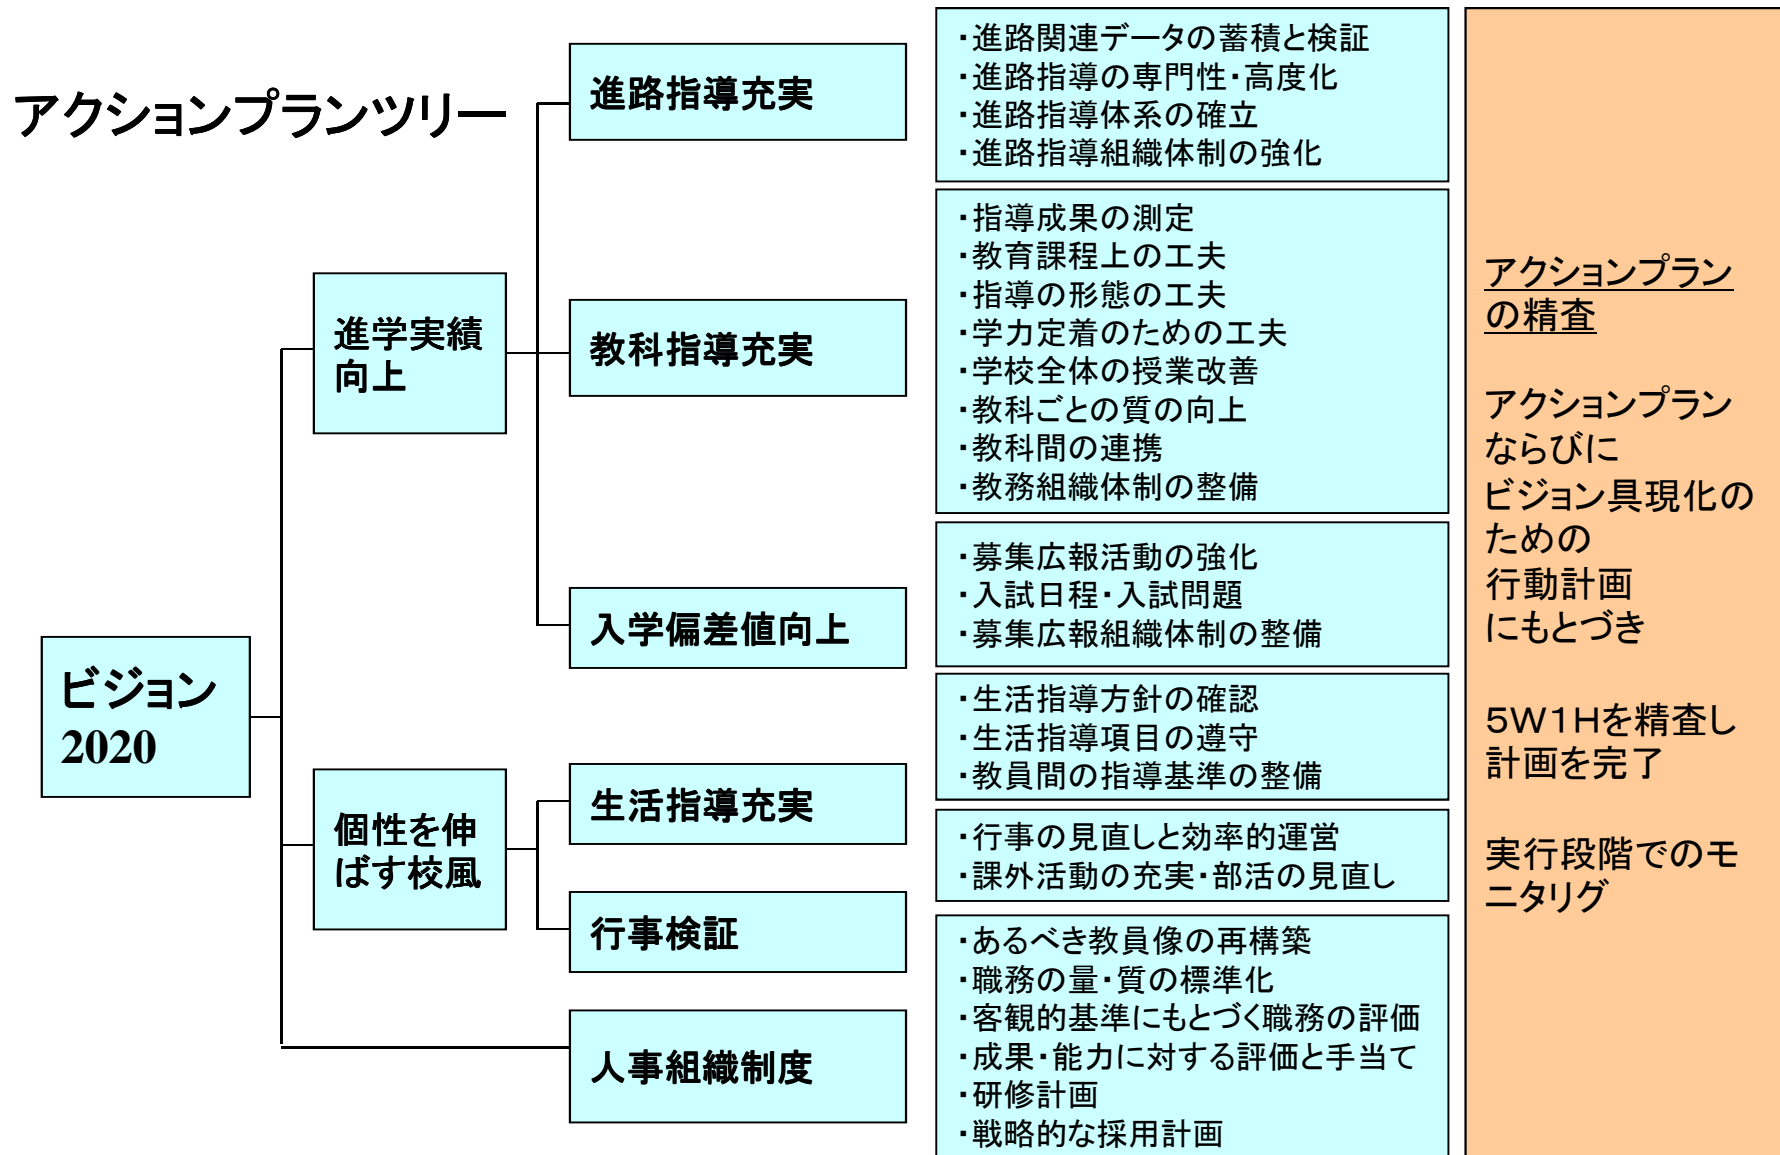 アクションプランツリー
ビジョン
2020
進学実績
向上
個性を伸
ばす校風
進路指導充実
教科指導充実
入学偏差値向上
生活指導充実
行事検証
人事組織制度
・進路関連データの蓄積と検証
・進路指導の専門性・高度化
・進路指導体系の確立
・進路指導組織体制の強化
・指導成果の測定
・教育課程上の工夫
・指導の形態の工夫
・学力定着のための工夫
・学校全体の授業改善
・教科ごとの質の向上
・教科間の連携
・教務組織体制の整備
・募集広報活動の強化
・入試日程・入試問題
・募集広報組織体制の整備
・生活指導方針の確認
・生活指導項目の遵守
・教員間の指導基準の整備
・行事の見直しと効率的運営
・課外活動の充実・部活の見直し
・あるべき教員像の再構築
・職務の量・質の標準化
・客観的基準にもとづく職務の評価
・成果・能力に対する評価と手当て
・研修計画
・戦略的な採用計画
アクションプラン
の精査
アクションプラン
ならびに
ビジョン具現化の
ための
行動計画
にもとづき
５Ｗ１Ｈを精査し
計画を完了
実行段階でのモ
ニタリグ